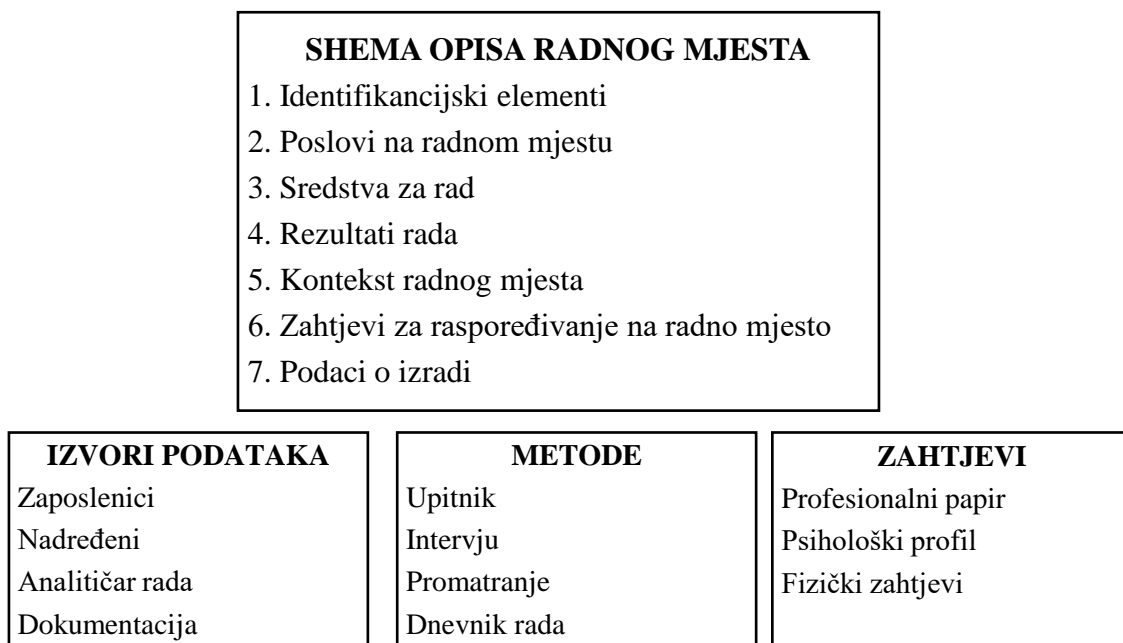 SHEMA OPISA RADNOG MJESTA
1. Identifikancijski elementi
2. Poslovi na radnom mjestu
3. Sredstva za rad
4. Rezultati rada
5. Kontekst radnog mjesta
6. Zahtjevi za raspoređivanje na radno mjesto
7. Podaci o izradi
IZVORI PODATAKA
Zaposlenici
Nadređeni
Analitičar rada
Dokumentacija
METODE
Upitnik
Intervju
Promatranje
Dnevnik rada
ZAHTJEVI
Profesionalni papir
Psihološki profil
Fizički zahtjevi